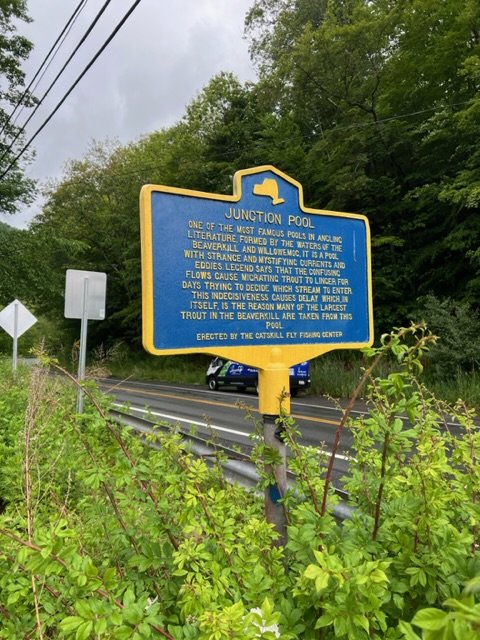 JUNCTION POOL
ONE OF THE MOST FAMOUS POOLS IN ANGLING
LITERATURE. FORMED BY THE WATERS OF THE
BEAVERKILL AND WILLOWEMOC, IT IS A POOL
WITH STRANGE AND MYSTIFYING CURRENTS AND
EDDIES. LEGEND SAYS THAT THE CONFUSING
FLOWS CAUSE MIGRATING TROUT TO LINGER FOR
DAYS TRYING TO DECIDE WHICH STREAM TO ENTER.
THIS INDECISIVENESS CAUSES DELAY WHICH, IN
ITSELF, IS THE REASON MANY OF THE LARGEST
TROUT IN THE BEAVERKILL ARE TAKEN FROM THIS
POOL.
ERECTED BY THE CATSKILL FLY FISHING CENTER